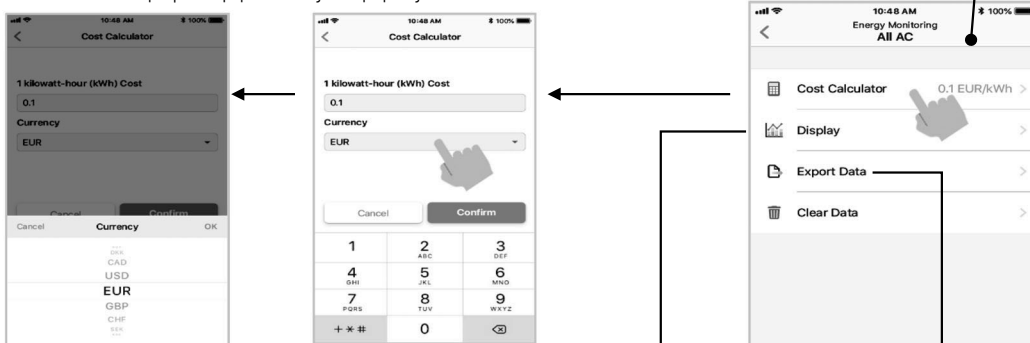 10:48 AM
100%
Cost Calculator
1 kilowatt-hour (kWh) Cost
0.1
Currency
EUR
Cancel
Confirm
Cancel
Currency
OK
DKK
CAD
USD
EUR
GBP
CHF
SEK
10:48 AM
100%
Cost Calculator
1 kilowatt-hour (kWh) Cost
0.1
Currency
EUR
Cancel
Confirm
1
2
ABC
3
DEF
4
GHI
5
JKL
6
MNO
7
PQRS
8
TUV
9
WXYZ
+ * #
0
10:48 AM
100%
Energy Monitoring
All AC
Cost Calculator
0.1 EUR/kWh
Display
Export Data
Clear Data